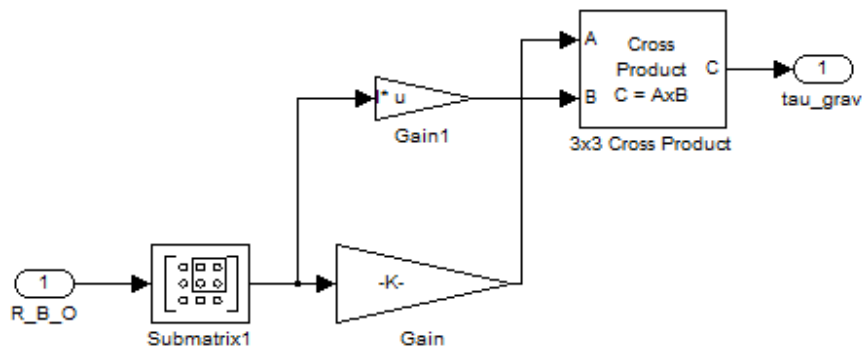 A
Cross
Product
C = AxB
C
B
3x3 Cross Product
1
tau_grav
I* u
Gain1
1
R_B_O
Submatrix1
-K-
Gain